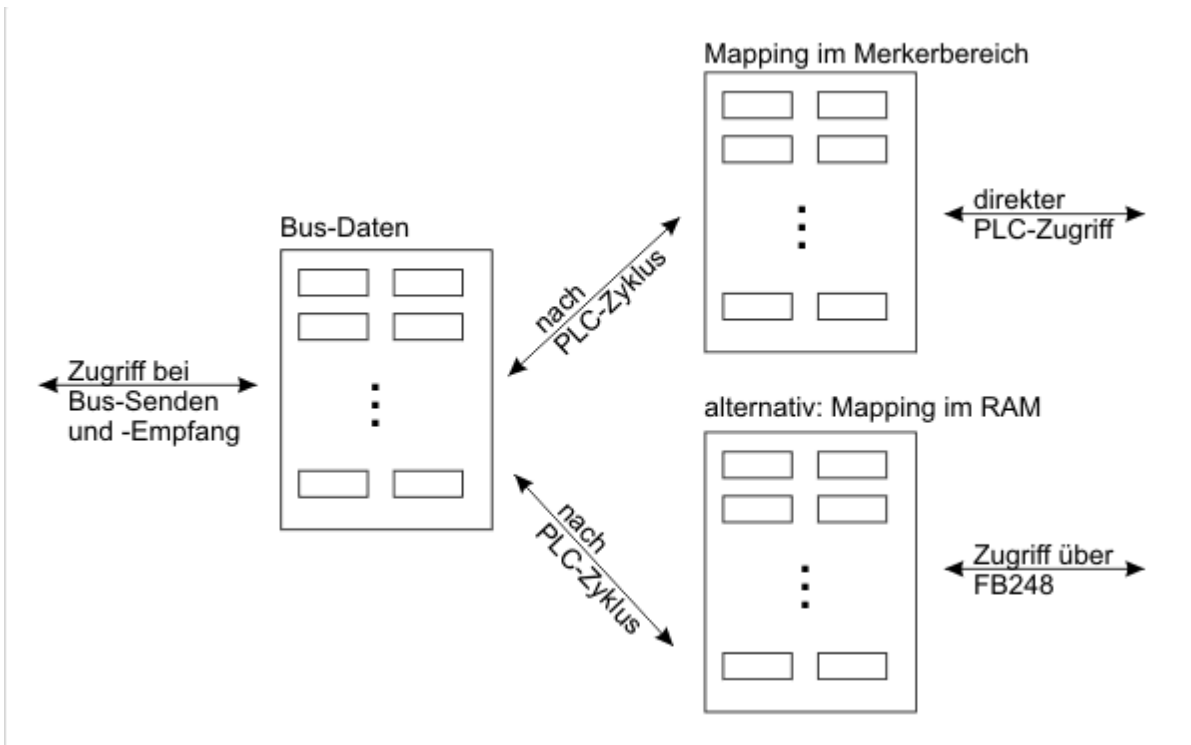 Mapping im Merkerbereich
direkter
PLC-Zugriff
Bus-Daten
nach
PLC-Zyklus
Zugriff bei
Bus-Senden
und -Empfang
alternativ: Mapping im RAM
nach
PLC-Zyklus
Zugriff über
FB248